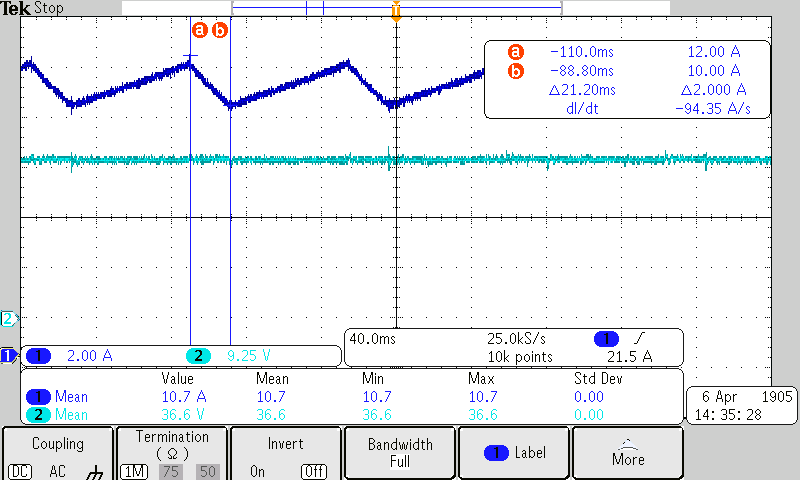 Tek Stop
T
a b
a -110.0ms 12.00 A
b -88.80ms 10.00 A
Δ21.20ms Δ2.000 A
dI/dt -94.35 A/s
2
1
1 2.00 A 2 9.25 V
40.0ms 25.0kS/s 1
10k points 21.5 A
Value Mean Min Max Std Dev
1 Mean 10.7 A 10.7 10.7 10.7 0.00
2 Mean 36.6 V 36.6 36.6 36.6 0.00
6 Apr 1905
14:35:28
Coupling
DC AC
Termination
(Ω)
1M 75 50
Invert
On Off
Bandwidth
Full
1 Label
More